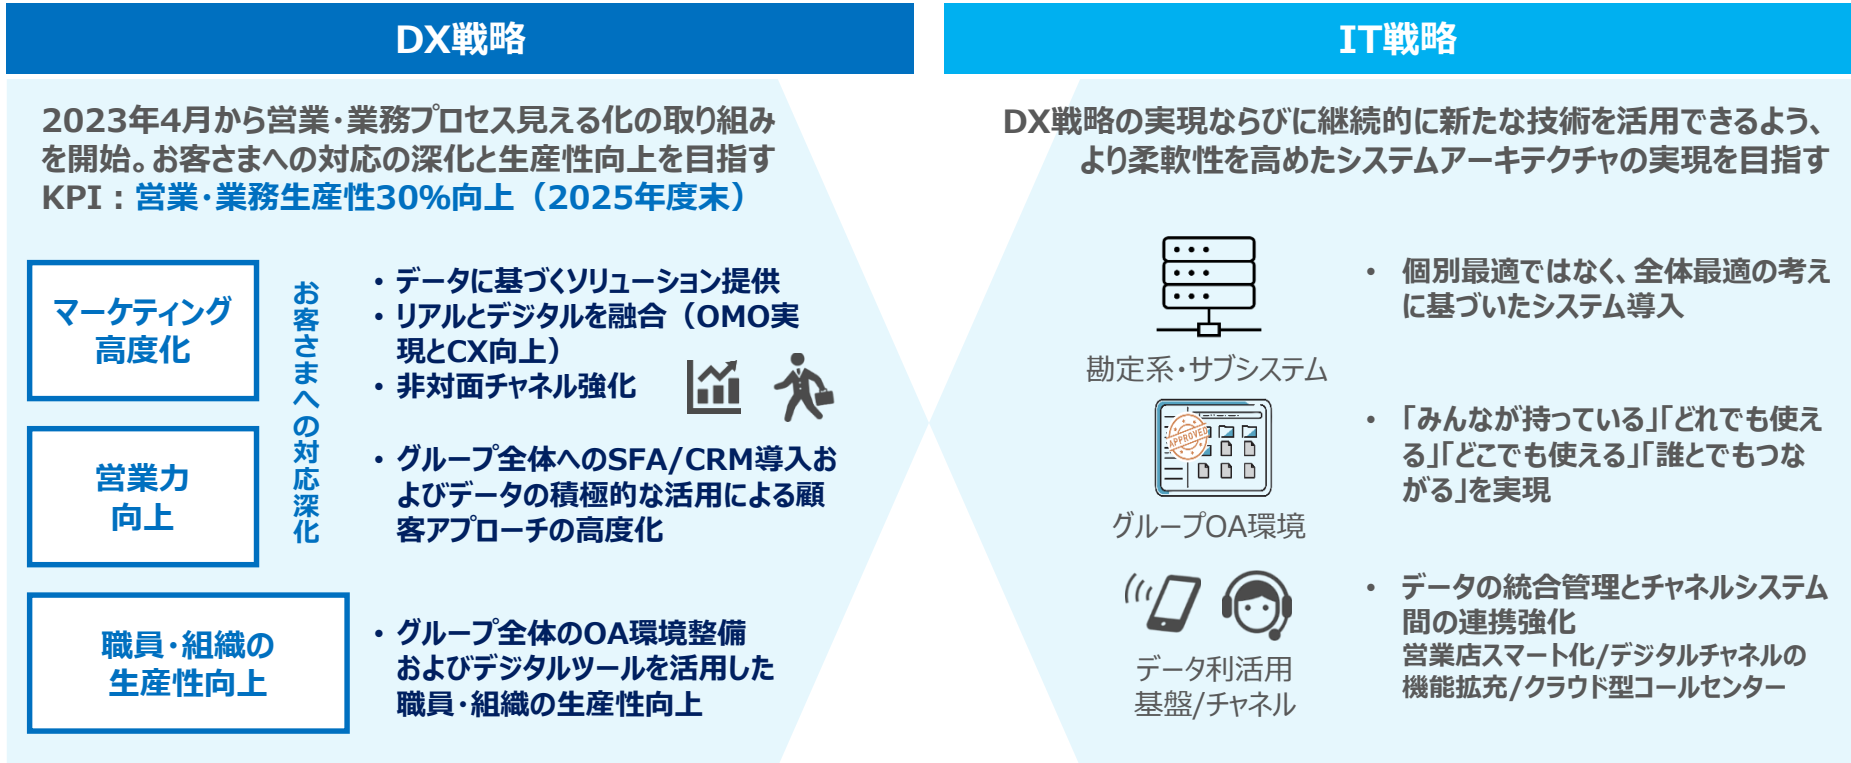 DX戦略
2023年4月から営業・業務プロセス見える化の取り組み
を開始。お客さまへの対応の深化と生産性向上を目指す
KPI：営業・業務生産性30%向上（2025年度末）
マーケティング
高度化
営業力
向上
お客さまへの対応深化
職員・組織の
生産性向上
• データに基づくソリューション提供
• リアルとデジタルを融合（OMO実
現とCX向上）
• 非対面チャネル強化
• グループ全体へのSFA/CRM導入お
よびデータの積極的な活用による顧
客アプローチの高度化
• グループ全体のOA環境整備
およびデジタルツールを活用した
職員・組織の生産性向上
IT戦略
DX戦略の実現ならびに継続的に新たな技術を活用できるよう、
より柔軟性を高めたシステムアーキテクチャの実現を目指す
勘定系・サブシステム
• 個別最適ではなく、全体最適の考え
に基づいたシステム導入
APPROVED
グループOA環境
• 「みんなが持っている」「どれでも使え
る」「どこでも使える」「誰とでもつな
がる」を実現
データ利活用
基盤/チャネル
• データの統合管理とチャネルシステム
間の連携強化
営業店スマート化/デジタルチャネルの
機能拡充/クラウド型コールセンター